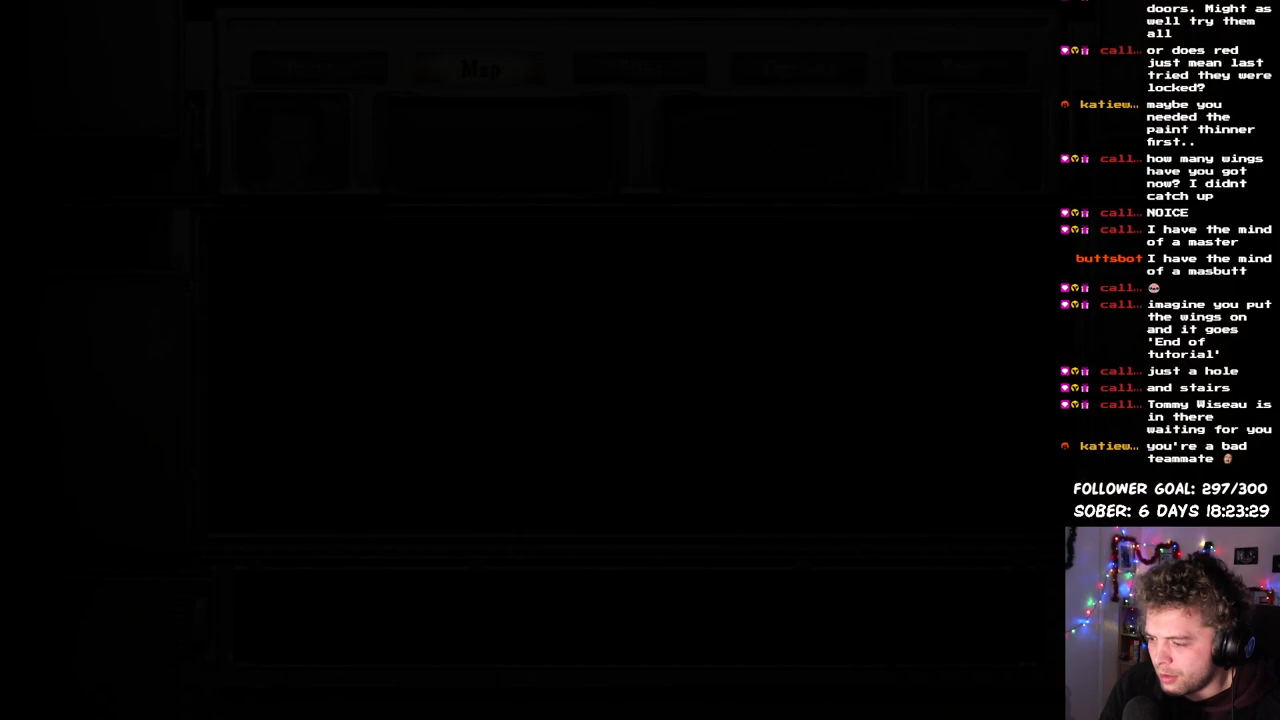 Map
doors. Might as
well try them
all
call... or does red
just mean last
tried they were
locked?
katiew... maybe you
needed the
paint thinner
first..
call... how many wings
have you got
now? I didnt
catch up
call... NOICE
call... I have the mind
of a master
buttsbot I have the mind
of a masbutt
call...
call... imagine you put
the wings on
and it goes
'End of
tutorial'
call... just a hole
call... and stairs
call... Tommy Wiseau is
in there
waiting for you
katiew... you're a bad
teammate
FOLLOWER GOAL: 297/300
SOBER: 6 DAYS 18:23:29